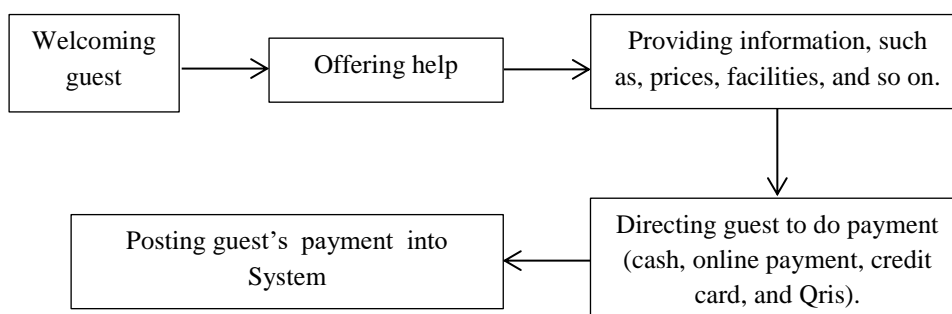 Welcoming
guest
Offering help
Providing information, such
as, prices, facilities, and so on.
Directing guest to do payment
(cash, online payment, credit
card, and Qris).
Posting guest’s payment into
System